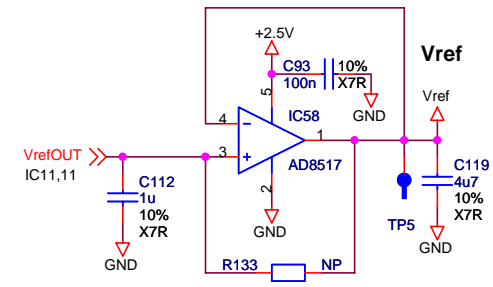 +2.5V
C93
100n
10%
X7R
GND
Vref
Vref
5
4
IC58
1
3
AD8517
2
GND
VrefOUT
IC11,11
C112
1u
10%
X7R
GND
R133
NP
TP5
C119
4u7
10%
X7R
GND